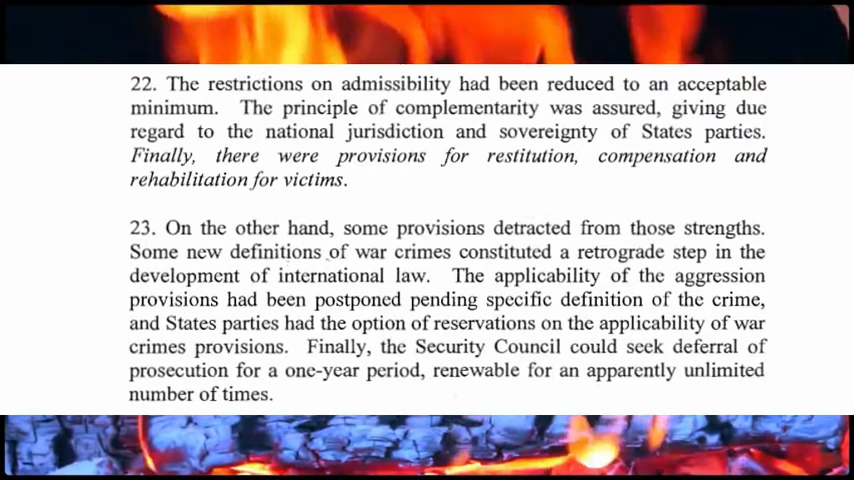 22. The restrictions on admissibility had been reduced to an acceptable
minimum. The principle of complementarity was assured, giving due
regard to the national jurisdiction and sovereignty of States parties.
Finally, there were provisions for restitution, compensation and
rehabilitation for victims.
23. On the other hand, some provisions detracted from those strengths.
Some new definitions of war crimes constituted a retrograde step in the
development of international law. The applicability of the aggression
provisions had been postponed pending specific definition of the crime,
and States parties had the option of reservations on the applicability of war
crimes provisions. Finally, the Security Council could seek deferral of
prosecution for a one-year period, renewable for an apparently unlimited
number of times.